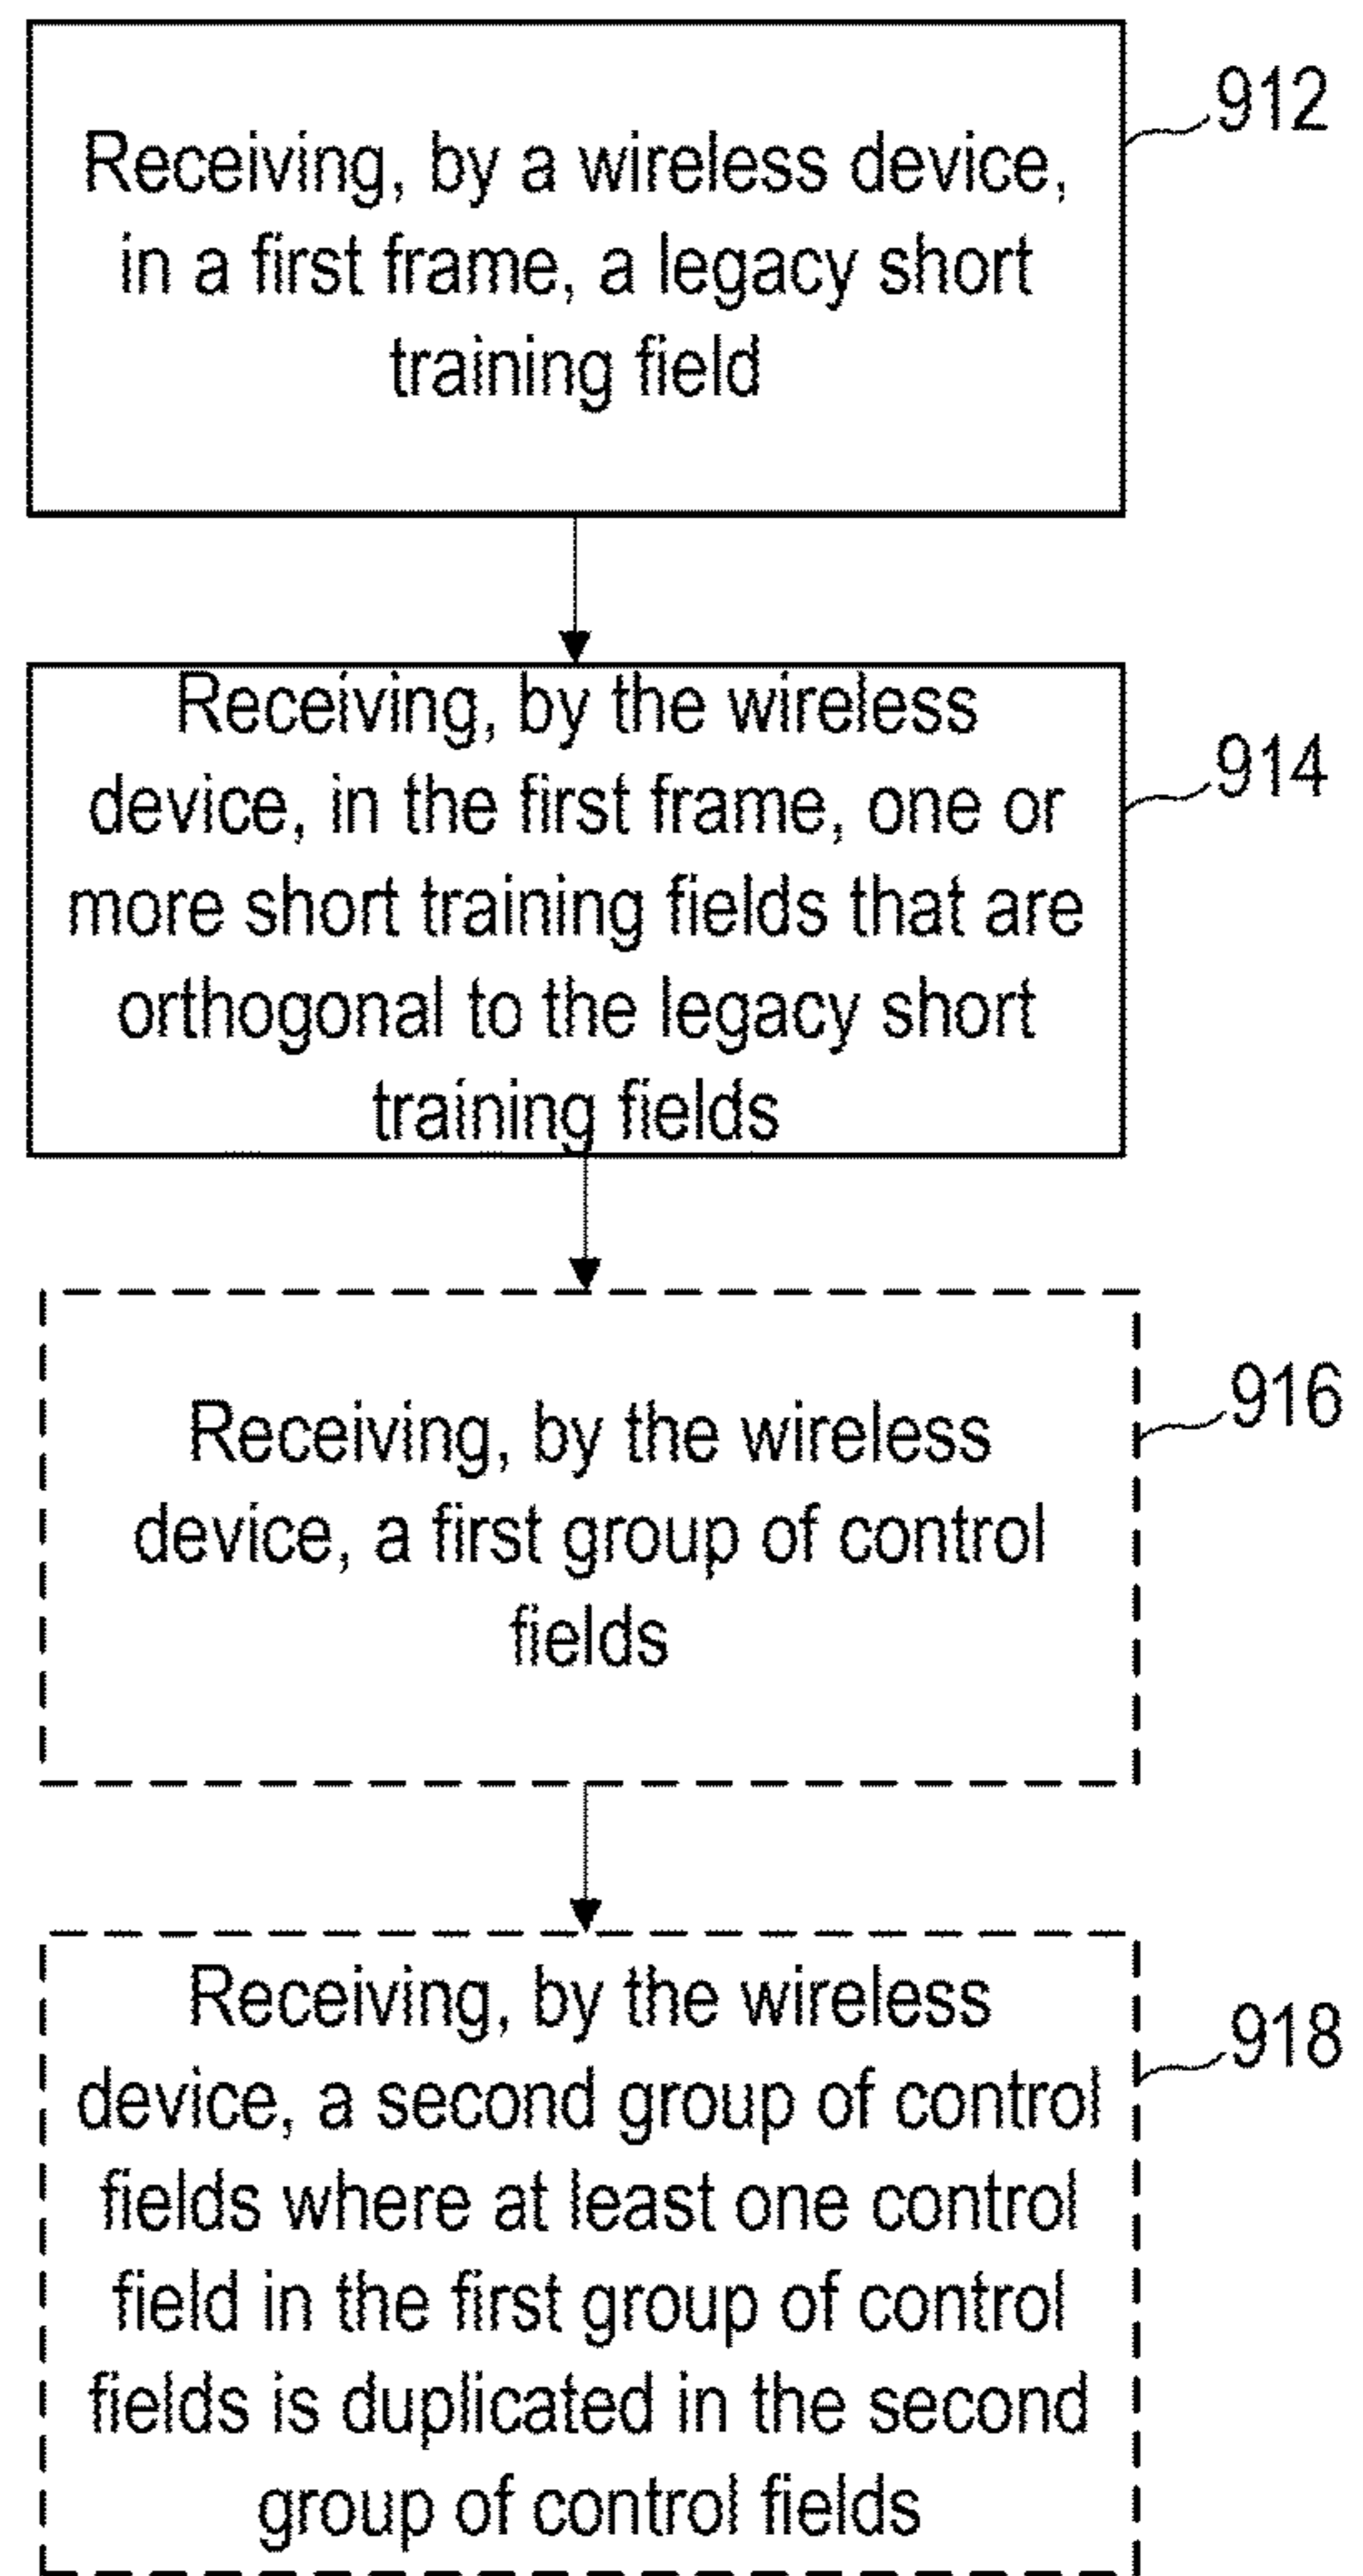 Receiving, by a wireless device,
in a first frame, a legacy short
training field
912
Receiving, by the wireless
device, in the first frame, one or
more short training fields that are
orthogonal to the legacy short
training fields
914
Receiving, by the wireless
device, a first group of control
fields
916
Receiving, by the wireless
device, a second group of control
fields where at least one control
field in the first group of control
fields is duplicated in the second
group of control fields
918